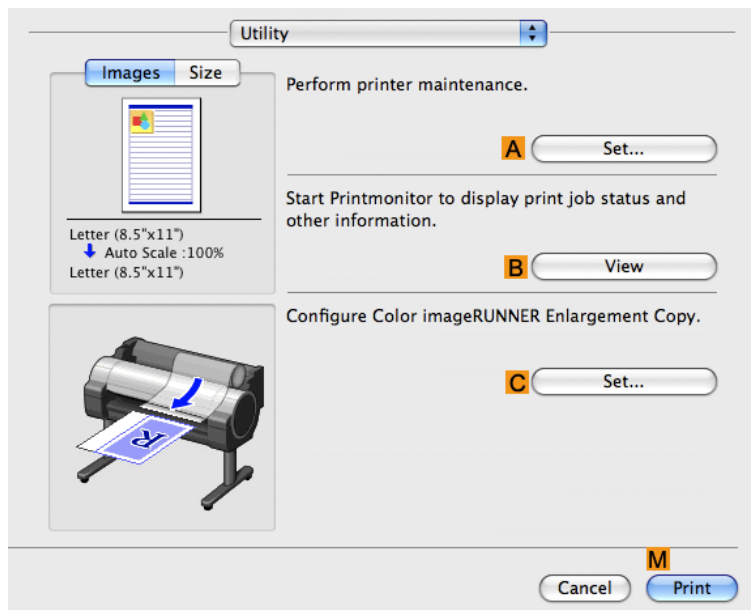 Utility
Images Size
Letter (8.5"x11")
Auto Scale :100%
Letter (8.5"x11")
Perform printer maintenance.
A Set...
Start Printmonitor to display print job status and
other information.
B View
Configure Color imageRUNNER Enlargement Copy.
C Set...
R
M
Cancel Print